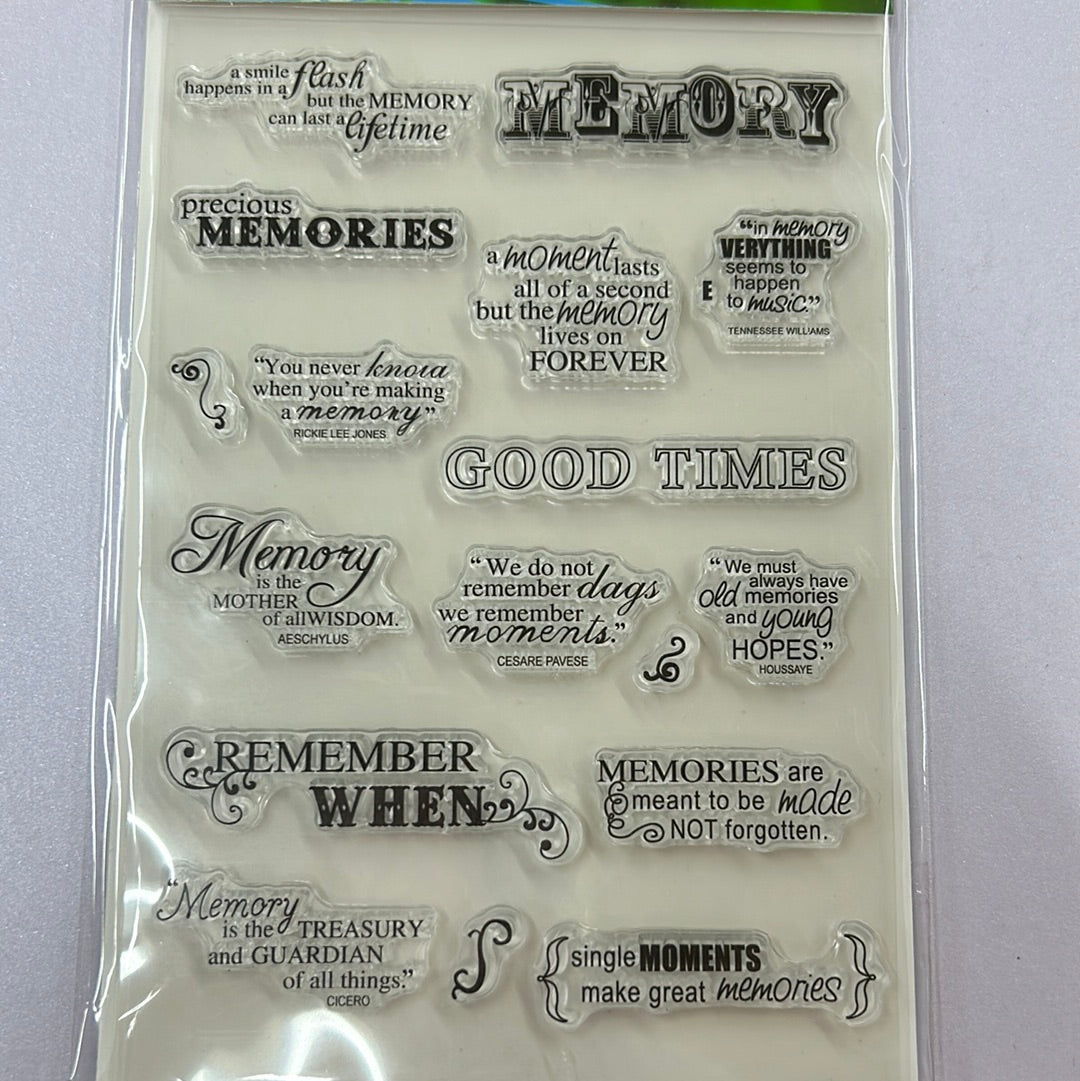 a smile flash
happens in a
but the MEMORY
can last a lifetime
MEMORY
precious
MEMORIES
a moment lasts
all of a second
but the memory
lives on
FOREVER
“in memory
VERYTHING
seems to
E happen
to music.”
TENNESSEE WILLIAMS
“You never know
when you’re making
a memory”
RICKIE LEE JONES
GOOD TIMES
Memory
is the
MOTHER
of all WISDOM.
AESCHYLUS
“We do not
remember days
we remember
moments.”
CESARE PAVESE
“We must
always have
old memories
and young
HOPES.”
HOUSSAYE
REMEMBER
WHEN
MEMORIES are
meant to be made
NOT forgotten.
“Memory
is the TREASURY
and GUARDIAN
of all things.”
CICERO
single MOMENTS
make great memories